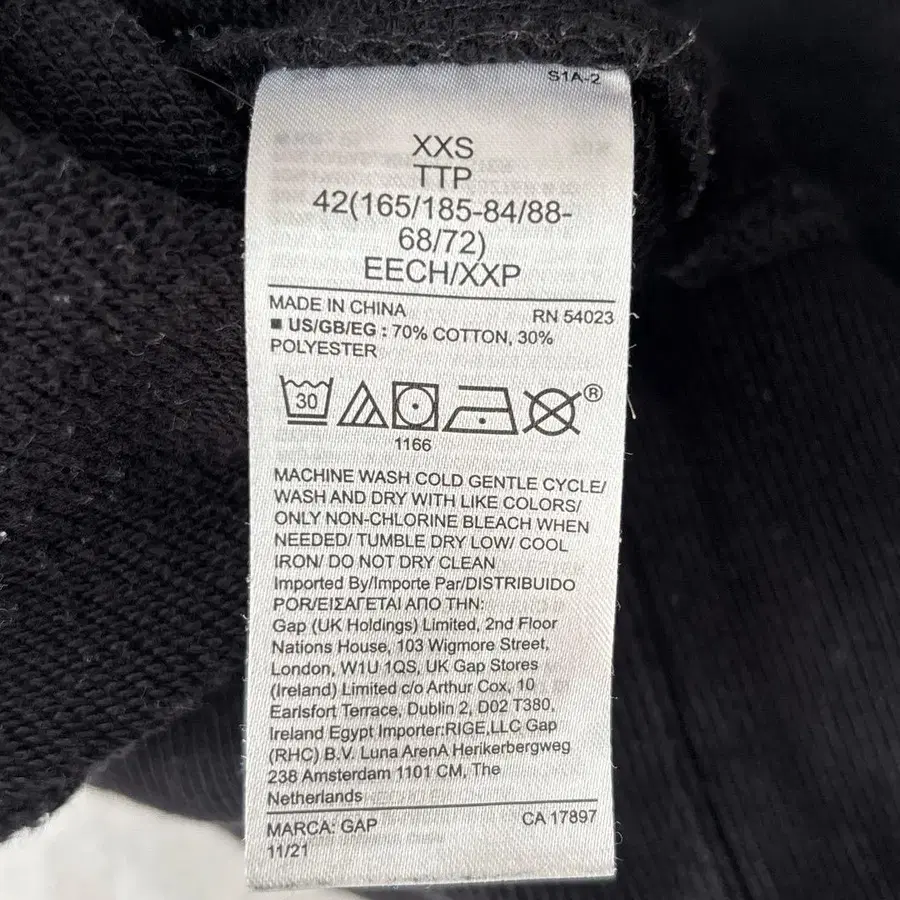 S1A-2
XXS
TTP
42(165/185-84/88-
68/72)
EECH/XXP
MADE IN CHINA
RN 54023
US/GB/EG : 70% COTTON, 30%
POLYESTER
30
®
1166
MACHINE WASH COLD GENTLE CYCLE/
WASH AND DRY WITH LIKE COLORS/
ONLY NON-CHLORINE BLEACH WHEN
NEEDED/ TUMBLE DRY LOW/ COOL
IRON/ DO NOT DRY CLEAN
Imported By/Importe Par/DISTRIBUIDO
POR/ΕΙΣΑΓΕΤΑΙ ΑΠΟ ΤΗΝ:
Gap (UK Holdings) Limited, 2nd Floor
Nations House, 103 Wigmore Street,
London, W1U 1QS, UK Gap Stores
(Ireland) Limited c/o Arthur Cox, 10
Earlsfort Terrace, Dublin 2, D02 T380,
Ireland Egypt Importer:RIGE,LLC Gap
(RHC) B.V. Luna ArenA Herikerbergweg
238 Amsterdam 1101 CM, The
Netherlands
MARCA: GAP
CA 17897
11/21